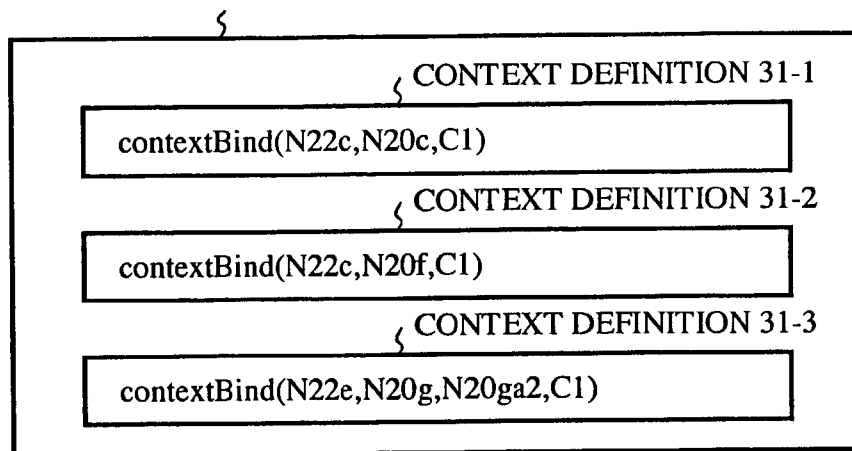 CONTEXT DEFINITION 31-1
contextBind(N22c,N20c,C1)
CONTEXT DEFINITION 31-2
contextBind(N22c,N20f,C1)
CONTEXT DEFINITION 31-3
contextBind(N22e,N20g,N20ga2,C1)